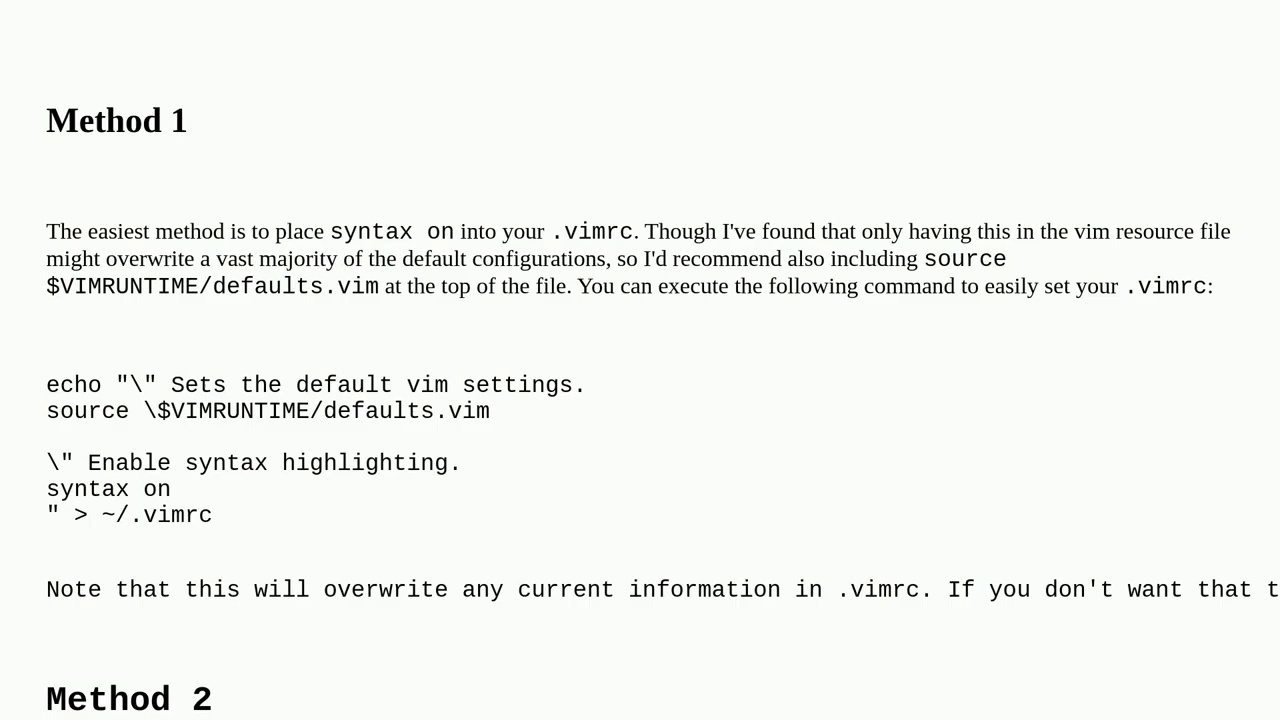 Method 1
The easiest method is to place syntax on into your .vimrc. Though I've found that only having this in the vim resource file
might overwrite a vast majority of the default configurations, so I'd recommend also including source
$VIMRUNTIME/defaults.vim at the top of the file. You can execute the following command to easily set your .vimrc:
echo "\" Sets the default vim settings.
source \$VIMRUNTIME/defaults.vim
\" Enable syntax highlighting.
syntax on
" > ~/.vimrc
Note that this will overwrite any current information in .vimrc. If you don't want that t
Method 2